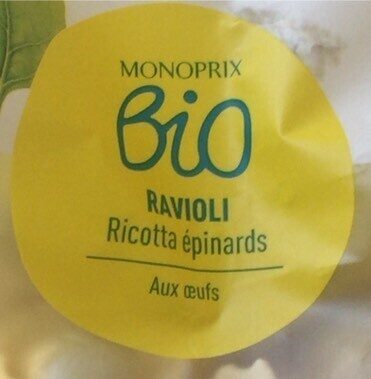 MONOPRIX
Bio
RAVIOLI
Ricotta épinards
Aux œufs